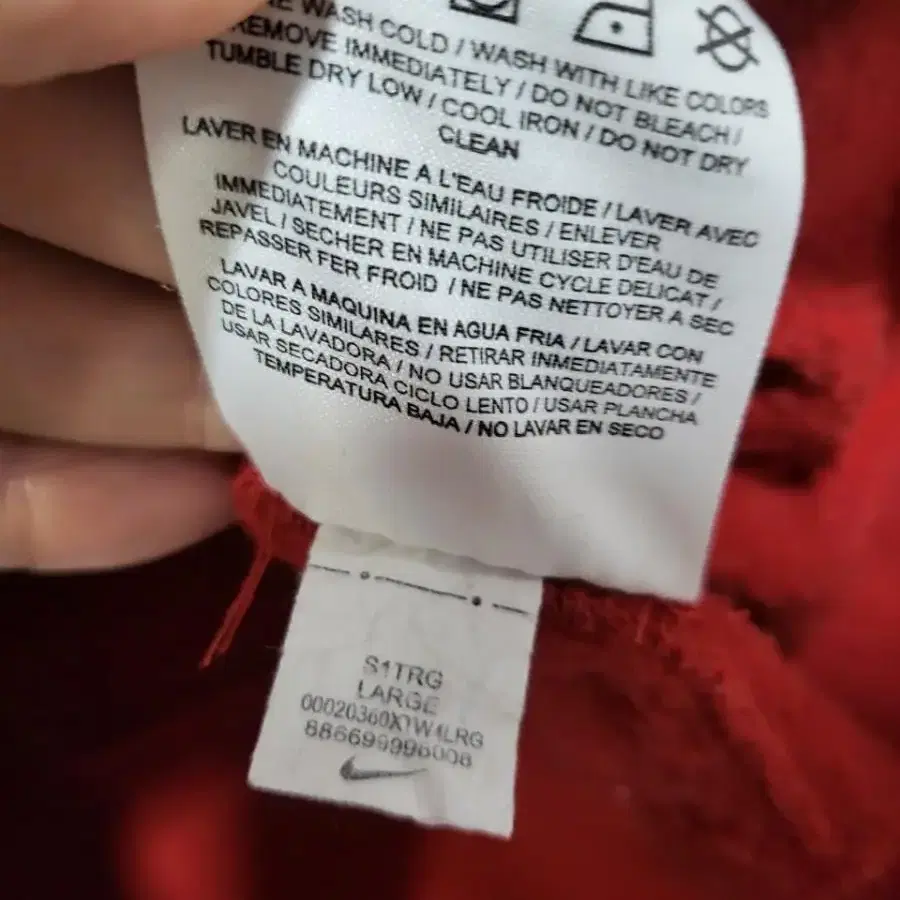 WASH COLD / WASH WITH LIKE COLORS
REMOVE IMMEDIATELY / DO NOT BLEACH /
TUMBLE DRY LOW / COOL IRON / DO NOT DRY
CLEAN
LAVER EN MACHINE A L'EAU FROIDE / LAVER AVEC
COULEURS SIMILAIRES / ENLEVER
IMMEDIATEMENT / NE PAS UTILISER D'EAU DE
JAVEL / SECHER EN MACHINE CYCLE DELICAT /
REPASSER FER FROID / NE PAS NETTOYER A SEC
LAVAR A MAQUINA EN AGUA FRIA / LAVAR CON
COLORES SIMILARES / RETIRAR INMEDIATAMENTE
DE LA LAVADORA / NO USAR BLANQUEADORES /
USAR SECADORA CICLO LENTO / USAR PLANCHA
TEMPERATURA BAJA / NO LAVAR EN SECO
S1TRG
LARGE